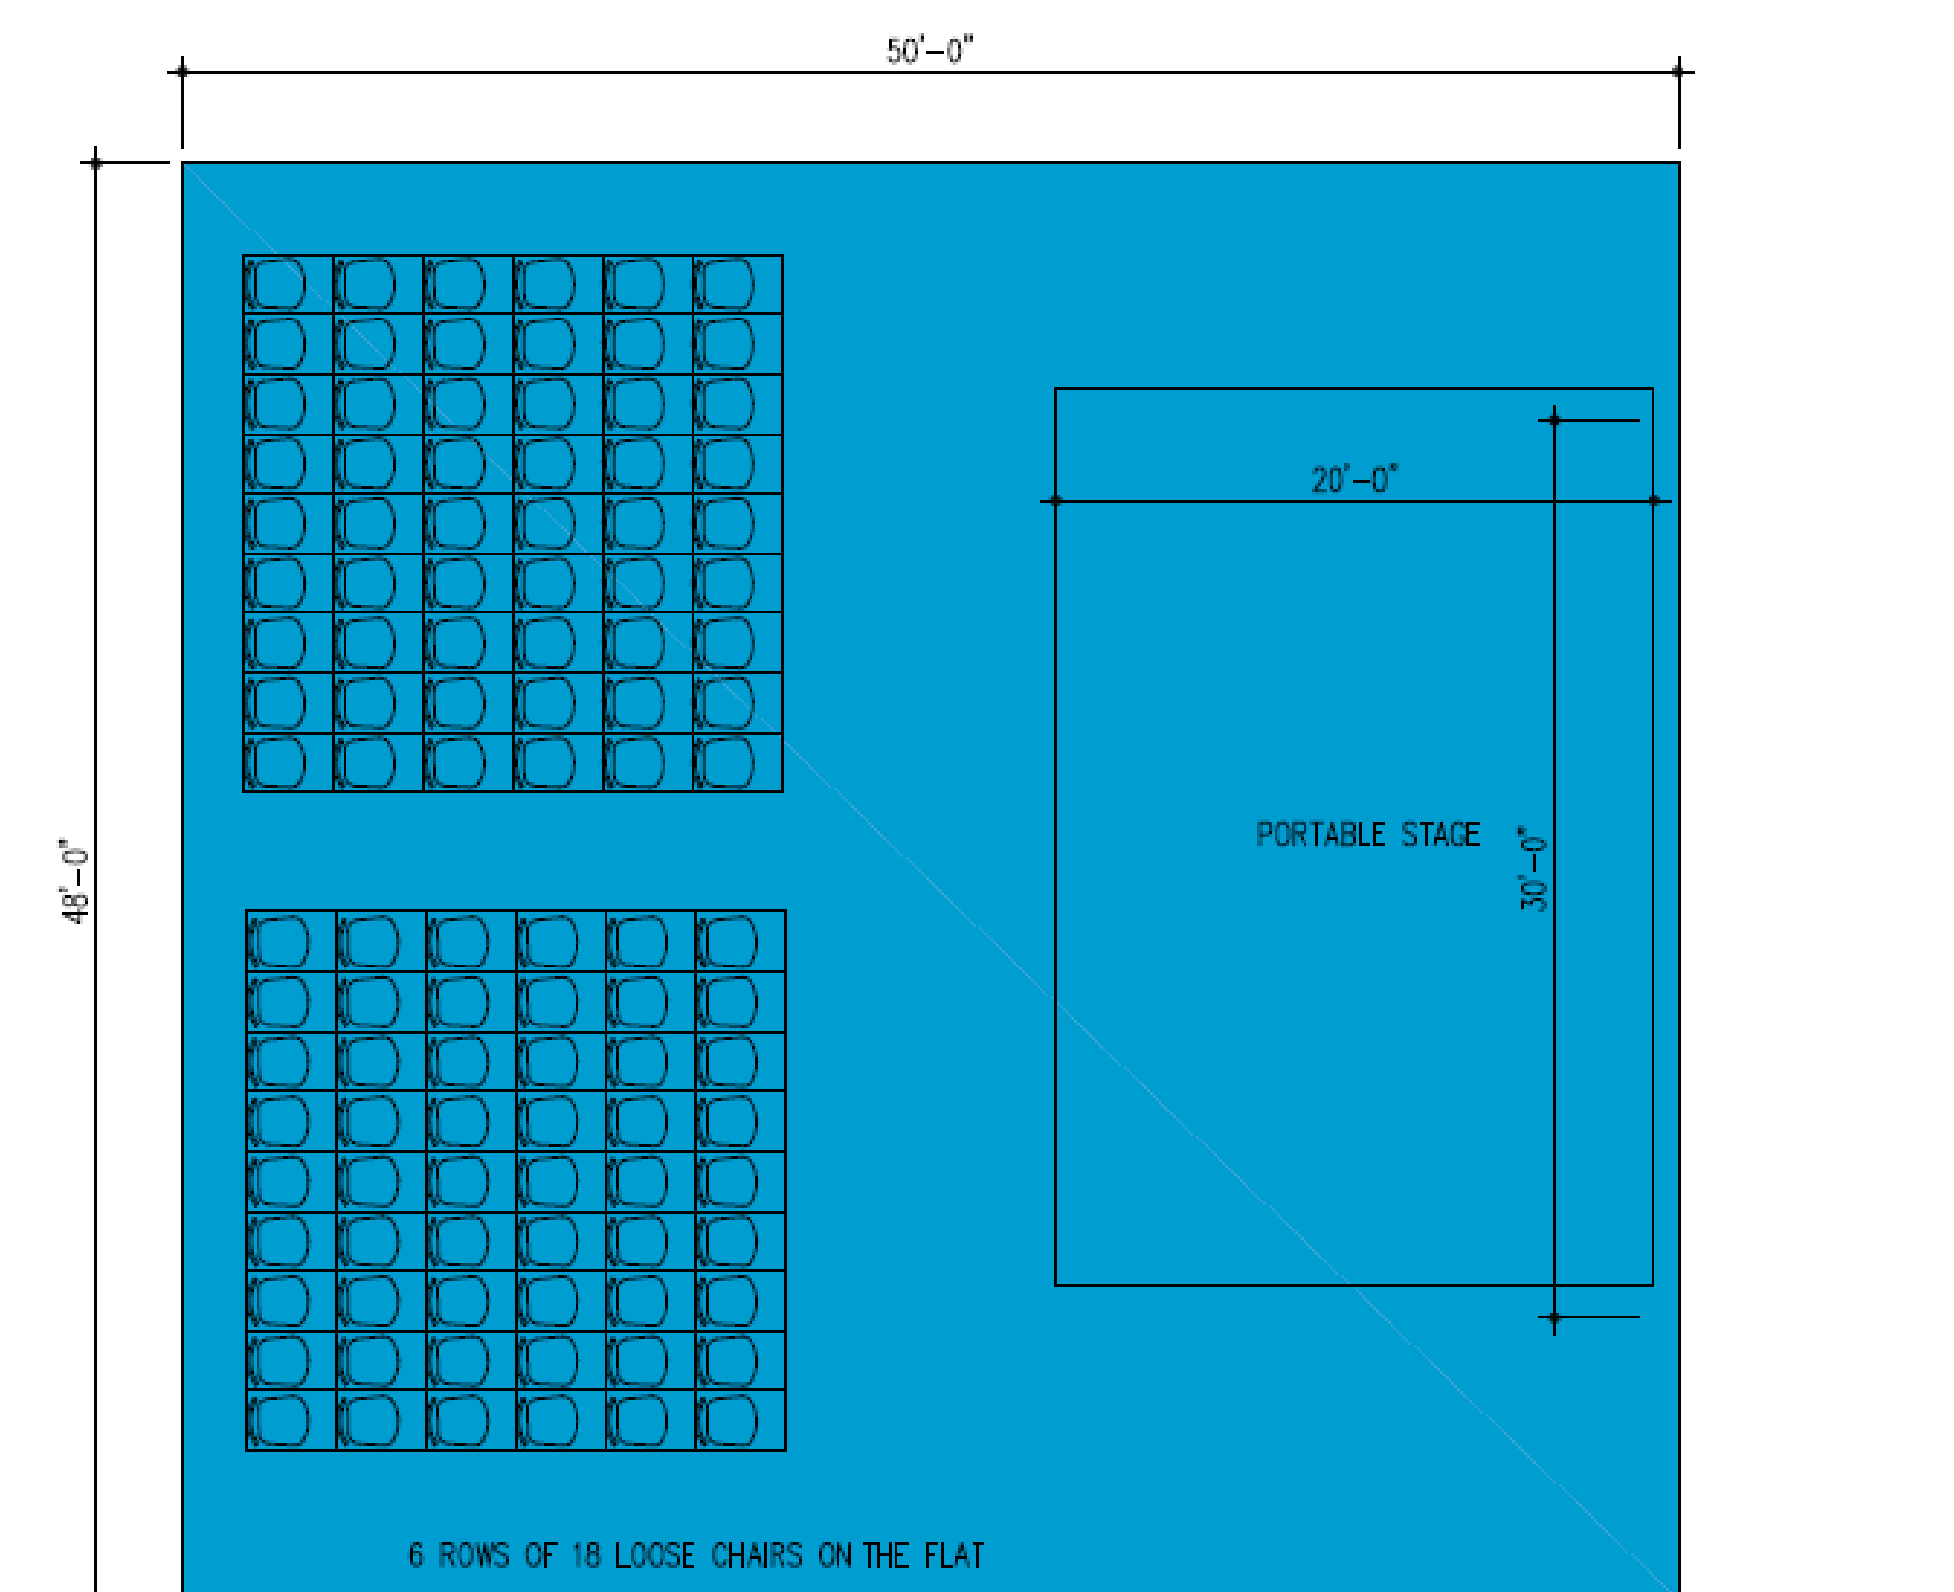 50'-0"
20'-0"
PORTABLE STAGE
30'-0"
48'-0"
6 ROWS OF 18 LOOSE CHAIRS ON THE FLAT